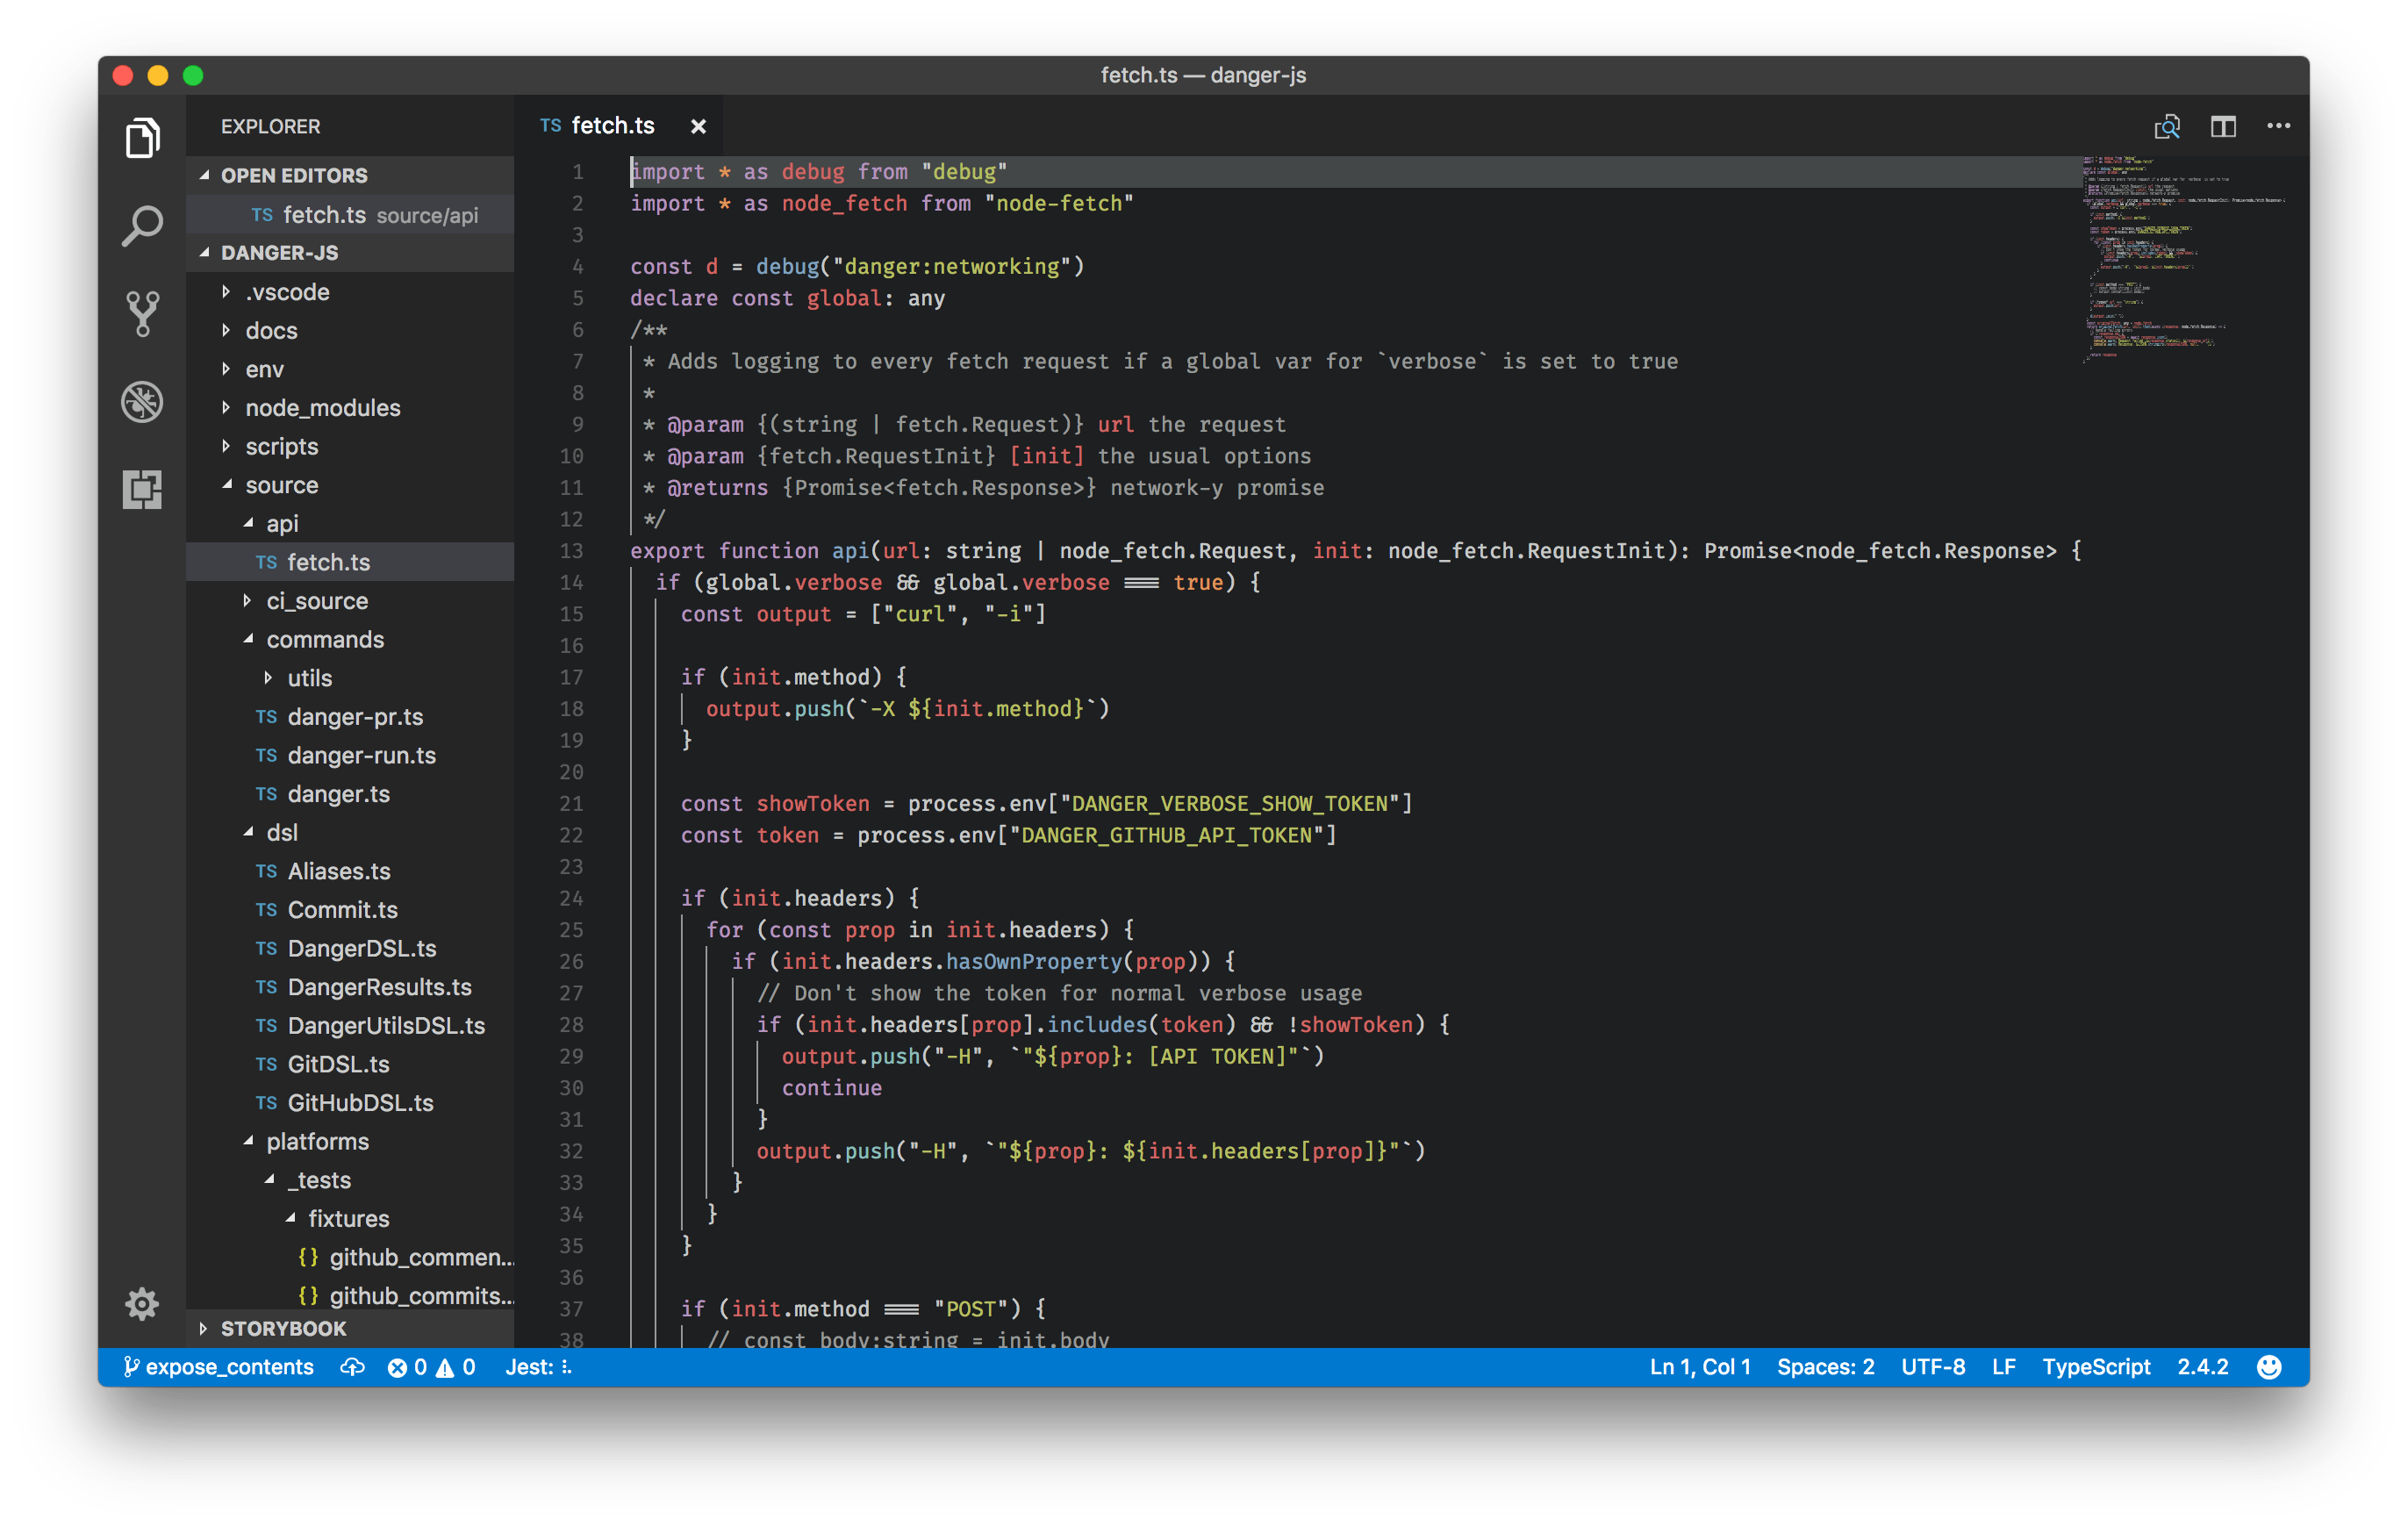 fetch.ts — danger-js
EXPLORER
OPEN EDITORS
TS fetch.ts source/api
DANGER-JS
.vscode
docs
env
node_modules
scripts
source
api
TS fetch.ts
ci_source
commands
utils
TS danger-pr.ts
TS danger-run.ts
TS danger.ts
dsl
TS Aliases.ts
TS Commit.ts
TS DangerDSL.ts
TS DangerResults.ts
TS DangerUtilsDSL.ts
TS GitDSL.ts
TS GitHubDSL.ts
platforms
_tests
fixtures
{} github_commen...
{} github_commits...
STORYBOOK
TS fetch.ts ×
1 import * as debug from "debug"
2 import * as node_fetch from "node-fetch"
3
4 const d = debug("danger:networking")
5 declare const global: any
6 /**
7 * Adds logging to every fetch request if a global var for `verbose` is set to true
8 *
9 * @param {(string | fetch.Request)} url the request
10 * @param {fetch.RequestInit} [init] the usual options
11 * @returns {Promise<fetch.Response>} network-y promise
12 */
13 export function api(url: string | node_fetch.Request, init: node_fetch.RequestInit): Promise<node_fetch.Response> {
14 if (global.verbose && global.verbose === true) {
15 const output = ["curl", "-i"]
16
17 if (init.method) {
18 output.push(`-X ${init.method}`)
19 }
20
21 const showToken = process.env["DANGER_VERBOSE_SHOW_TOKEN"]
22 const token = process.env["DANGER_GITHUB_API_TOKEN"]
23
24 if (init.headers) {
25 for (const prop in init.headers) {
26 if (init.headers.hasOwnProperty(prop)) {
27 // Don't show the token for normal verbose usage
28 if (init.headers[prop].includes(token) && !showToken) {
29 output.push("-H", `"${prop}: [API TOKEN]"`)
30 continue
31 }
32 output.push("-H", `"${prop}: ${init.headers[prop]}"`)
33 }
34 }
35 }
36
37 if (init.method === "POST") {
38 // const body:string = init.body
expose_contents 0 0 Jest: Ln 1, Col 1 Spaces: 2 UTF-8 LF TypeScript 2.4.2